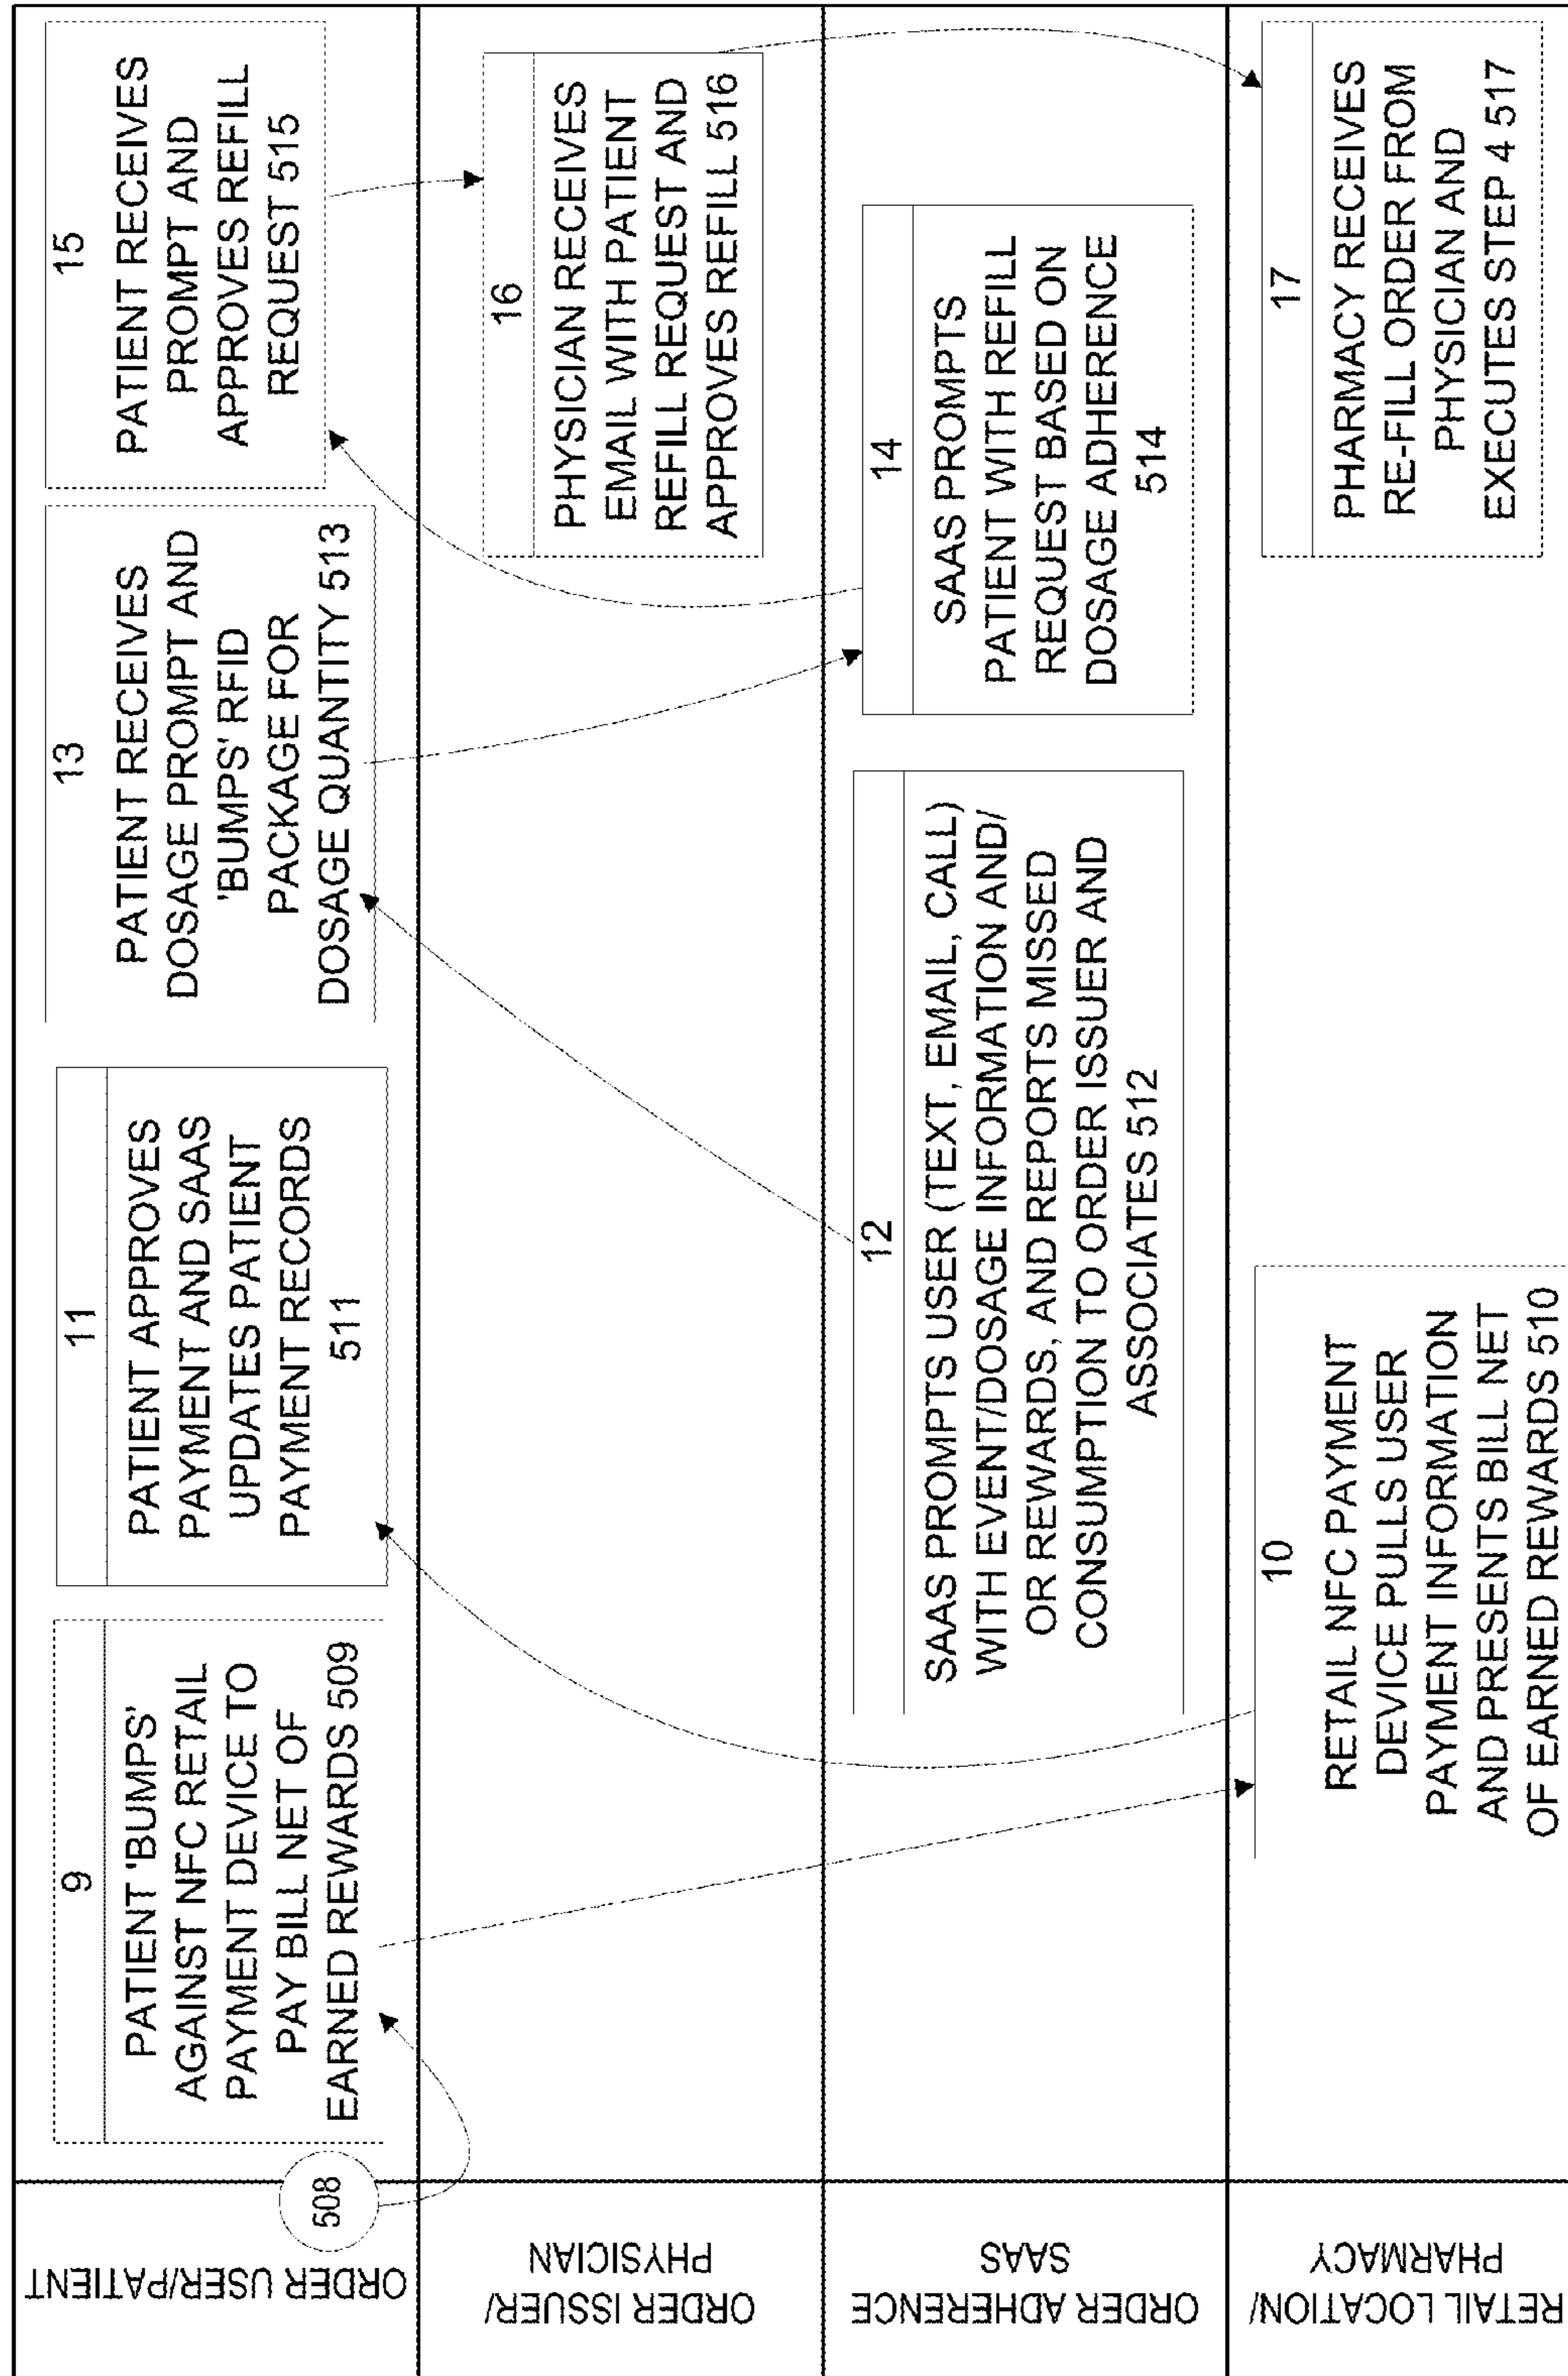 ORDER USER/PATIENT
508
9
PATIENT 'BUMPS'
AGAINST NFC RETAIL
PAYMENT DEVICE TO
PAY BILL NET OF
EARNED REWARDS 509
11
PATIENT APPROVES
PAYMENT AND SAAS
UPDATES PATIENT
PAYMENT RECORDS
511
13
PATIENT RECEIVES
DOSAGE PROMPT AND
'BUMPS' RFID
PACKAGE FOR
DOSAGE QUANTITY 513
15
PATIENT RECEIVES
PROMPT AND
APPROVES REFILL
REQUEST 515
ORDER ISSUER/
PHYSICIAN
16
PHYSICIAN RECEIVES
EMAIL WITH PATIENT
REFILL REQUEST AND
APPROVES REFILL 516
ORDER ADHERENCE
SAAS
12
SAAS PROMPTS USER (TEXT, EMAIL, CALL)
WITH EVENT/DOSAGE INFORMATION AND/
OR REWARDS, AND REPORTS MISSED
CONSUMPTION TO ORDER ISSUER AND
ASSOCIATES 512
14
SAAS PROMPTS
PATIENT WITH REFILL
REQUEST BASED ON
DOSAGE ADHERENCE
514
RETAIL LOCATION/
PHARMACY
10
RETAIL NFC PAYMENT
DEVICE PULLS USER
PAYMENT INFORMATION
AND PRESENTS BILL NET
OF EARNED REWARDS 510
17
PHARMACY RECEIVES
RE-FILL ORDER FROM
PHYSICIAN AND
EXECUTES STEP 4 517